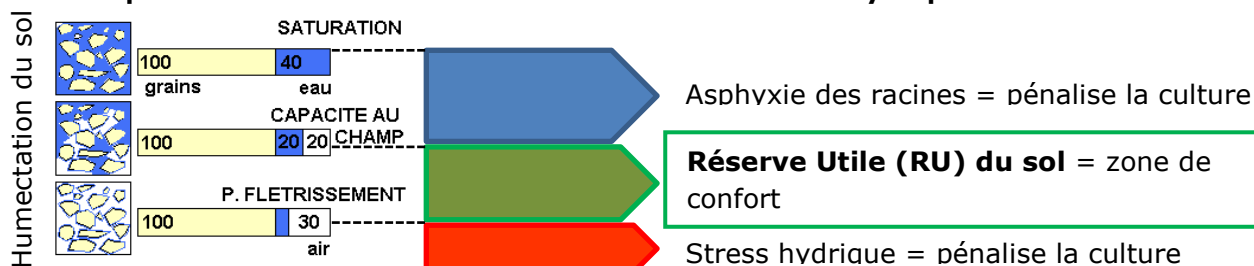 Humectation du sol
SATURATION
100 40
grains eau
CAPACITE AU
CHAMP
100 20 20
P. FLETRISSEMENT
100 30
air
Asphyxie des racines = pénalise la culture
Réserve Utile (RU) du sol = zone de
confort
Stress hydrique = pénalise la culture